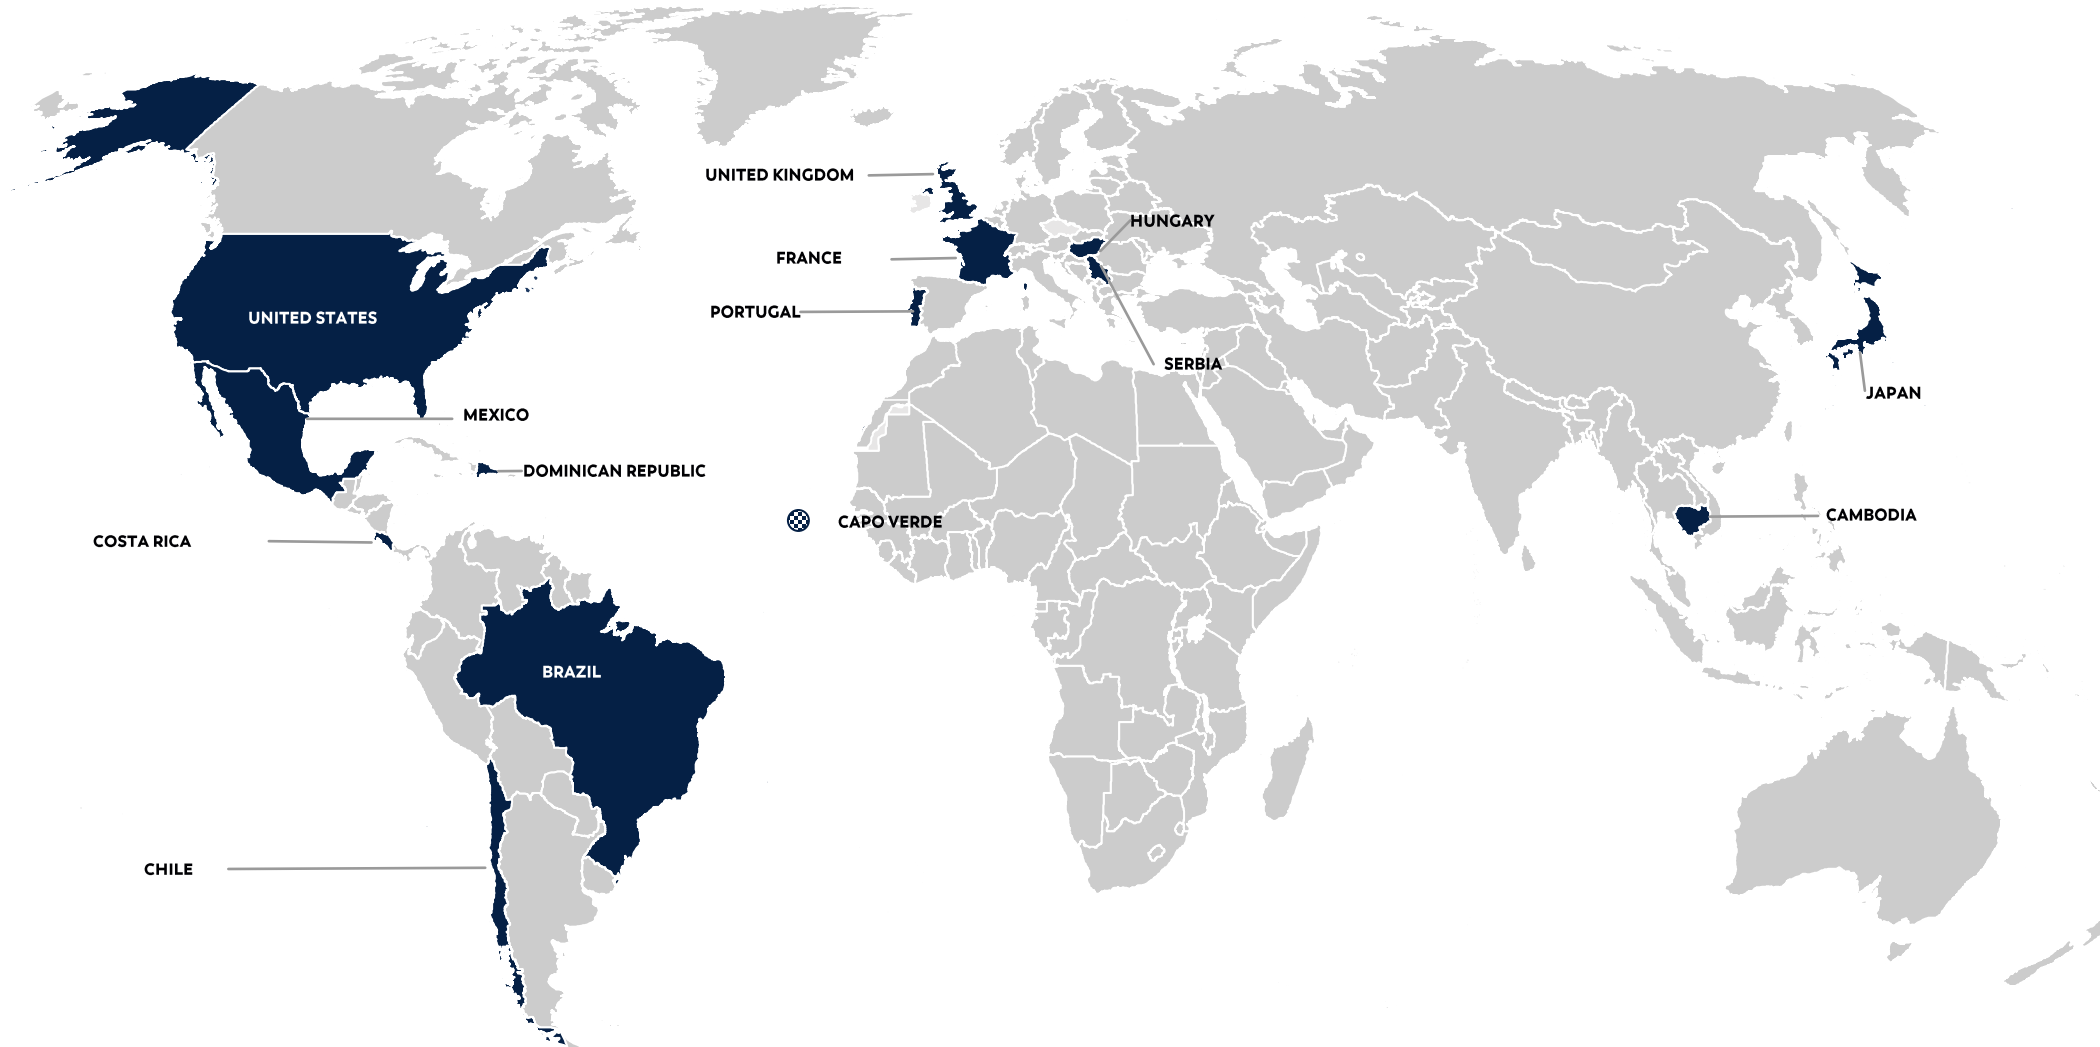 UNITED KINGDOM
HUNGARY
FRANCE
PORTUGAL
UNITED STATES
SERBIA
JAPAN
MEXICO
DOMINICAN REPUBLIC
CAPO VERDE
CAMBODIA
COSTA RICA
BRAZIL
CHILE